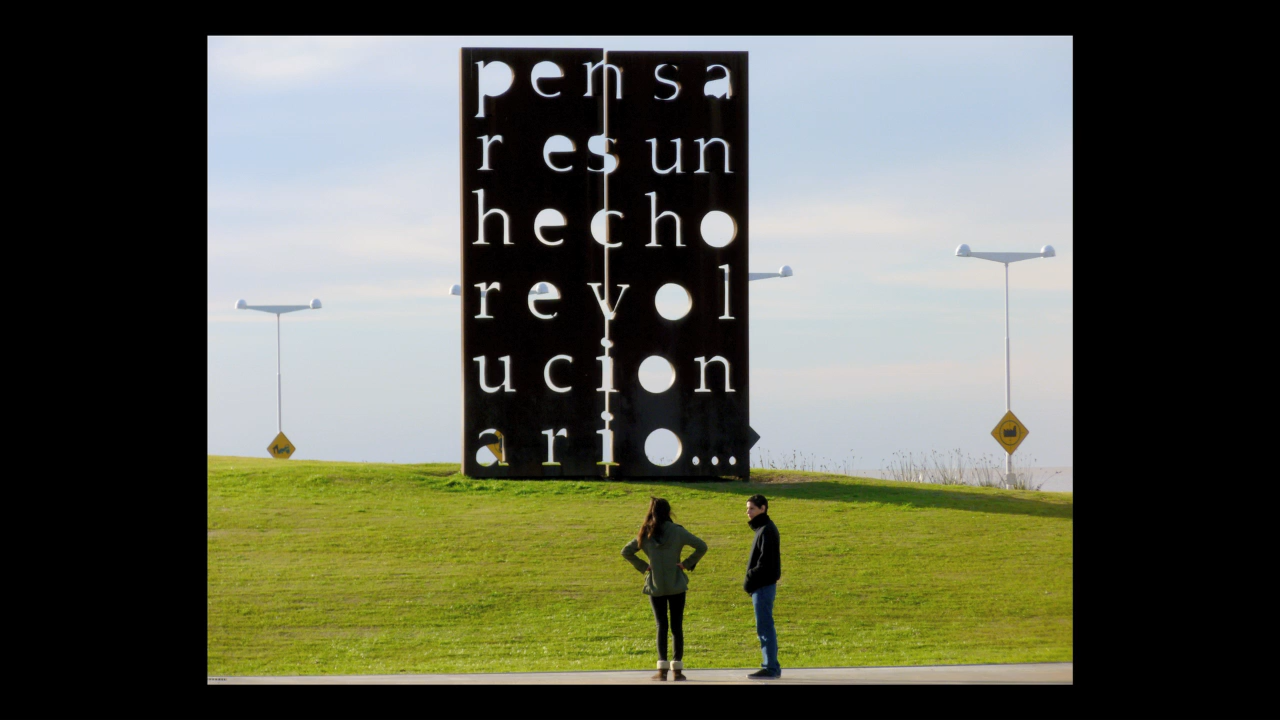 pensa
r es un
hecho
revol
ucion
ario...